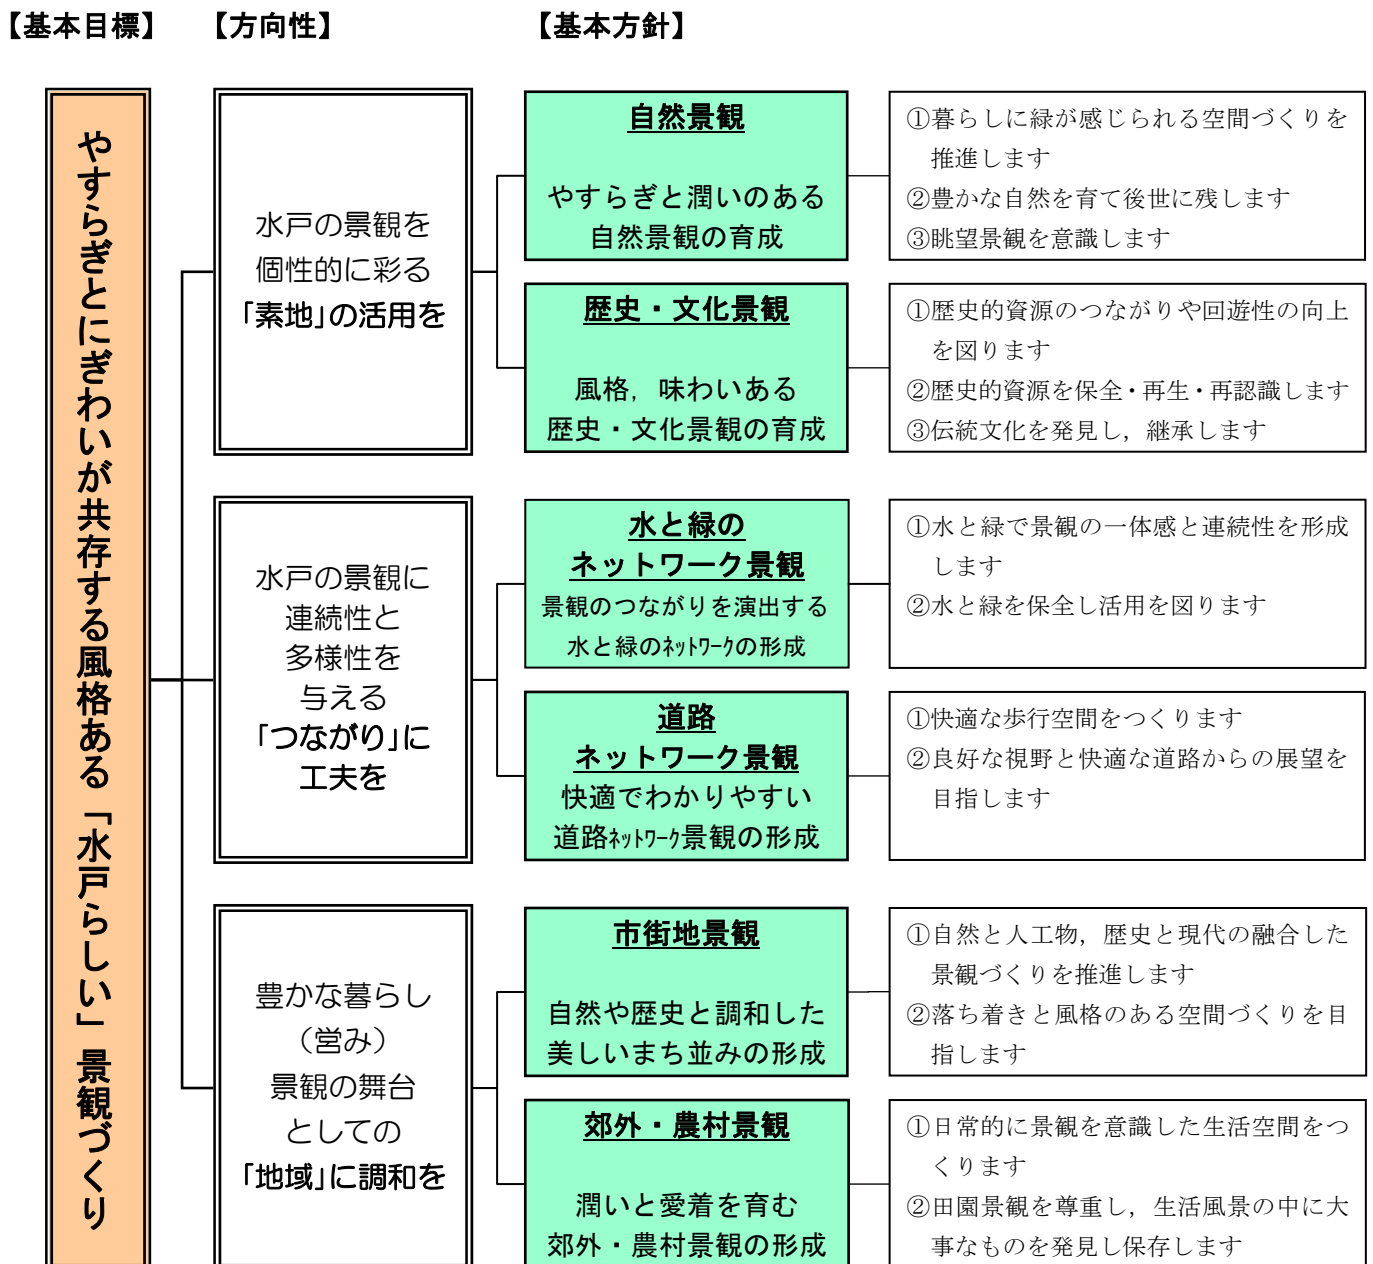 【基本目標】 【方向性】 【基本方針】
やすらぎとにぎわいが共存する風格ある「水戸らしい」景観づくり
水戸の景観を
個性的に彩る
「素地」の活用を
自然景観
やすらぎと潤いのある
自然景観の育成
①暮らしに緑が感じられる空間づくりを
推進します
②豊かな自然を育て後世に残します
③眺望景観を意識します
歴史・文化景観
風格，味わいある
歴史・文化景観の育成
①歴史的資源のつながりや回遊性の向上
を図ります
②歴史的資源を保全・再生・再認識します
③伝統文化を発見し，継承します
水戸の景観に
連続性と
多様性を
与える
「つながり」に
工夫を
水と緑の
ネットワーク景観
景観のつながりを演出する
水と緑のﾈｯﾄﾜｰｸの形成
①水と緑で景観の一体感と連続性を形成
します
②水と緑を保全し活用を図ります
道路
ネットワーク景観
快適でわかりやすい
道路ﾈｯﾄﾜｰｸ景観の形成
①快適な歩行空間をつくります
②良好な視野と快適な道路からの展望を
目指します
豊かな暮らし
（営み）
景観の舞台
としての
「地域」に調和を
市街地景観
自然や歴史と調和した
美しいまち並みの形成
①自然と人工物，歴史と現代の融合した
景観づくりを推進します
②落ち着きと風格のある空間づくりを目
指します
郊外・農村景観
潤いと愛着を育む
郊外・農村景観の形成
①日常的に景観を意識した生活空間をつ
くります
②田園景観を尊重し，生活風景の中に大
事なものを発見し保存します